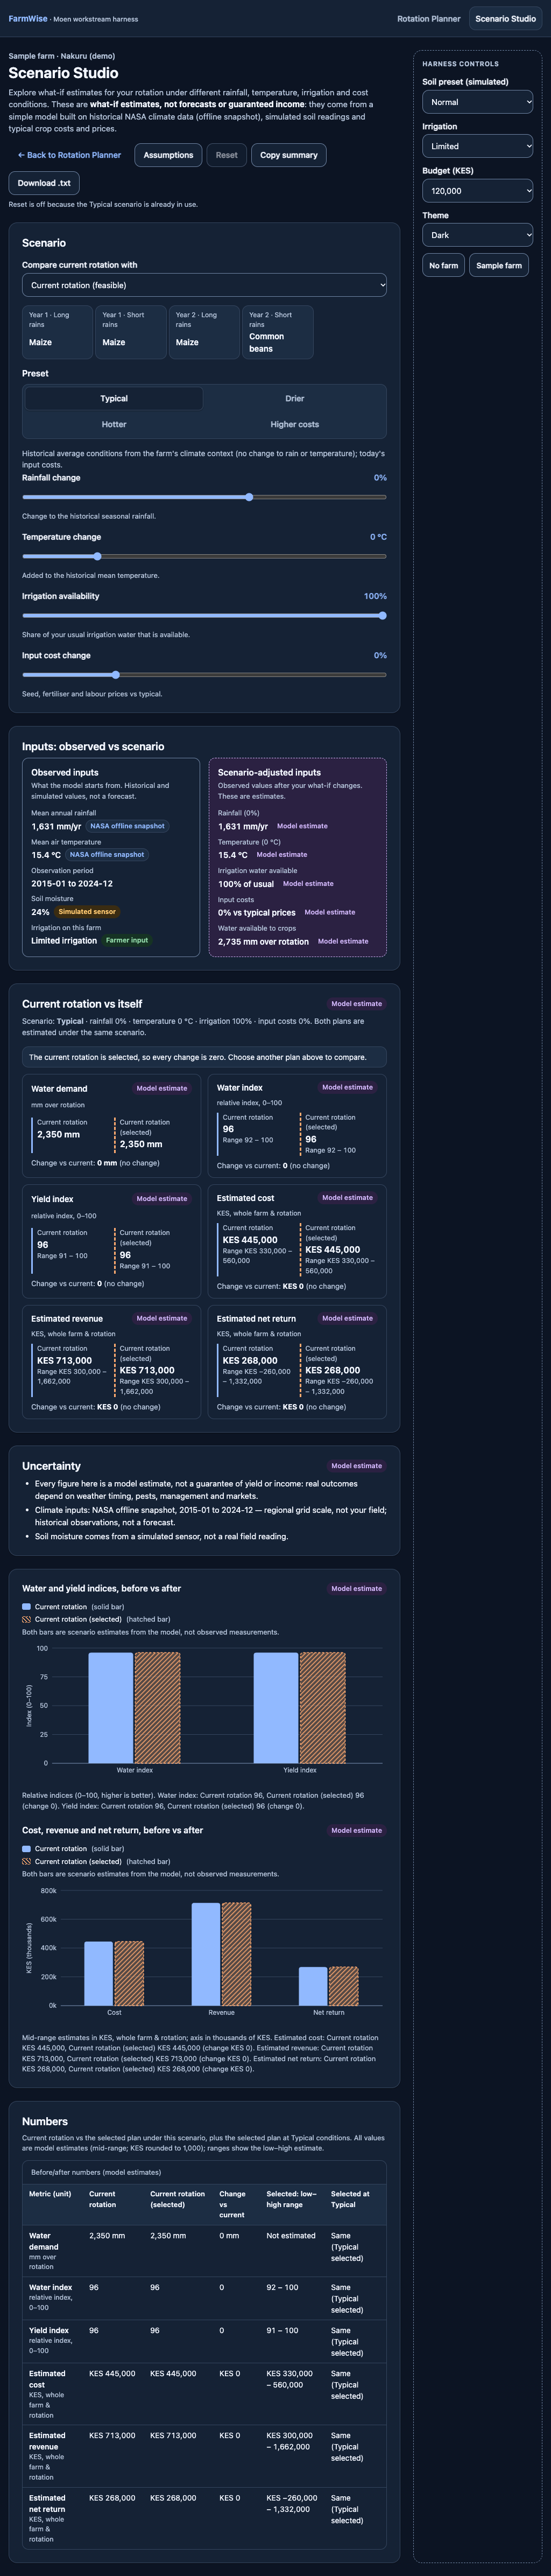 FarmWise · Moen workstream harness
Rotation Planner
Scenario Studio
Sample farm · Nakuru (demo)
Scenario Studio
Explore what-if estimates for your rotation under different rainfall, temperature, irrigation and cost
conditions. These are what-if estimates, not forecasts or guaranteed income: they come from a
simple model built on historical NASA climate data (offline snapshot), simulated soil readings and
typical crop costs and prices.
← Back to Rotation Planner
Assumptions
Reset
Copy summary
Download .txt
Reset is off because the Typical scenario is already in use.
Scenario
Compare current rotation with
Current rotation (feasible)
Year 1 · Long
rains
Maize
Year 1 · Short
rains
Maize
Year 2 · Long
rains
Maize
Year 2 · Short
rains
Common
beans
Preset
Typical
Drier
Hotter
Higher costs
Historical average conditions from the farm's climate context (no change to rain or temperature); today's
input costs.
Rainfall change
0%
Change to the historical seasonal rainfall.
Temperature change
0 °C
Added to the historical mean temperature.
Irrigation availability
100%
Share of your usual irrigation water that is available.
Input cost change
0%
Seed, fertiliser and labour prices vs typical.
Inputs: observed vs scenario
Observed inputs
What the model starts from. Historical and
simulated values, not a forecast.
Mean annual rainfall
1,631 mm/yr NASA offline snapshot
Mean air temperature
15.4 °C NASA offline snapshot
Observation period
2015-01 to 2024-12
Soil moisture
24% Simulated sensor
Irrigation on this farm
Limited irrigation Farmer input
Scenario-adjusted inputs
Observed values after your what-if changes.
These are estimates.
Rainfall (0%)
1,631 mm/yr Model estimate
Temperature (0 °C)
15.4 °C Model estimate
Irrigation water available
100% of usual Model estimate
Input costs
0% vs typical prices Model estimate
Water available to crops
2,735 mm over rotation Model estimate
Current rotation vs itself
Model estimate
Scenario: Typical · rainfall 0% · temperature 0 °C · irrigation 100% · input costs 0%. Both plans are
estimated under the same scenario.
The current rotation is selected, so every change is zero. Choose another plan above to compare.
Water demand
Model estimate
mm over rotation
Current rotation
2,350 mm
Current rotation
(selected)
2,350 mm
Change vs current: 0 mm (no change)
Water index
Model estimate
relative index, 0–100
Current rotation
96
Range 92 – 100
Current rotation
(selected)
96
Range 92 – 100
Change vs current: 0 (no change)
Yield index
Model estimate
relative index, 0–100
Current rotation
96
Range 91 – 100
Current rotation
(selected)
96
Range 91 – 100
Change vs current: 0 (no change)
Estimated cost
Model estimate
KES, whole farm & rotation
Current rotation
KES 445,000
Range KES 330,000 –
560,000
Current rotation
(selected)
KES 445,000
Range KES 330,000 –
560,000
Change vs current: KES 0 (no change)
Estimated revenue
Model estimate
KES, whole farm & rotation
Current rotation
KES 713,000
Range KES 300,000 –
1,662,000
Current rotation
(selected)
KES 713,000
Range KES 300,000 –
1,662,000
Change vs current: KES 0 (no change)
Estimated net return
Model estimate
KES, whole farm & rotation
Current rotation
KES 268,000
Range KES −260,000
– 1,332,000
Current rotation
(selected)
KES 268,000
Range KES −260,000
– 1,332,000
Change vs current: KES 0 (no change)
Uncertainty
Model estimate
• Every figure here is a model estimate, not a guarantee of yield or income: real outcomes
depend on weather timing, pests, management and markets.
• Climate inputs: NASA offline snapshot, 2015-01 to 2024-12 — regional grid scale, not your field;
historical observations, not a forecast.
• Soil moisture comes from a simulated sensor, not a real field reading.
Water and yield indices, before vs after
Model estimate
Current rotation (solid bar)
Current rotation (selected) (hatched bar)
Both bars are scenario estimates from the model, not observed measurements.
100
75
50
25
0
Index (0–100)
Water index
Yield index
Relative indices (0–100, higher is better). Water index: Current rotation 96, Current rotation (selected) 96
(change 0). Yield index: Current rotation 96, Current rotation (selected) 96 (change 0).
Cost, revenue and net return, before vs after
Model estimate
Current rotation (solid bar)
Current rotation (selected) (hatched bar)
Both bars are scenario estimates from the model, not observed measurements.
800k
600k
400k
200k
0k
KES (thousands)
Cost
Revenue
Net return
Mid-range estimates in KES, whole farm & rotation; axis in thousands of KES. Estimated cost: Current rotation
KES 445,000, Current rotation (selected) KES 445,000 (change KES 0). Estimated revenue: Current rotation
KES 713,000, Current rotation (selected) KES 713,000 (change KES 0). Estimated net return: Current rotation
KES 268,000, Current rotation (selected) KES 268,000 (change KES 0).
Numbers
Current rotation vs the selected plan under this scenario, plus the selected plan at Typical conditions. All values
are model estimates (mid-range; KES rounded to 1,000); ranges show the low–high estimate.
Before/after numbers (model estimates)
Metric (unit)
Current
rotation
Current rotation
(selected)
Change
vs
current
Selected: low–
high range
Selected at
Typical
Water
demand
mm over
rotation
2,350 mm
2,350 mm
0 mm
Not estimated
Same
(Typical
selected)
Water index
relative index,
0–100
96
96
0
92 – 100
Same
(Typical
selected)
Yield index
relative index,
0–100
96
96
0
91 – 100
Same
(Typical
selected)
Estimated
cost
KES, whole
farm &
rotation
KES 445,000
KES 445,000
KES 0
KES 330,000
– 560,000
Same
(Typical
selected)
Estimated
revenue
KES, whole
farm &
rotation
KES 713,000
KES 713,000
KES 0
KES 300,000
– 1,662,000
Same
(Typical
selected)
Estimated
net return
KES, whole
farm &
rotation
KES 268,000
KES 268,000
KES 0
KES −260,000
– 1,332,000
Same
(Typical
selected)
HARNESS CONTROLS
Soil preset (simulated)
Normal
Irrigation
Limited
Budget (KES)
120,000
Theme
Dark
No farm
Sample farm